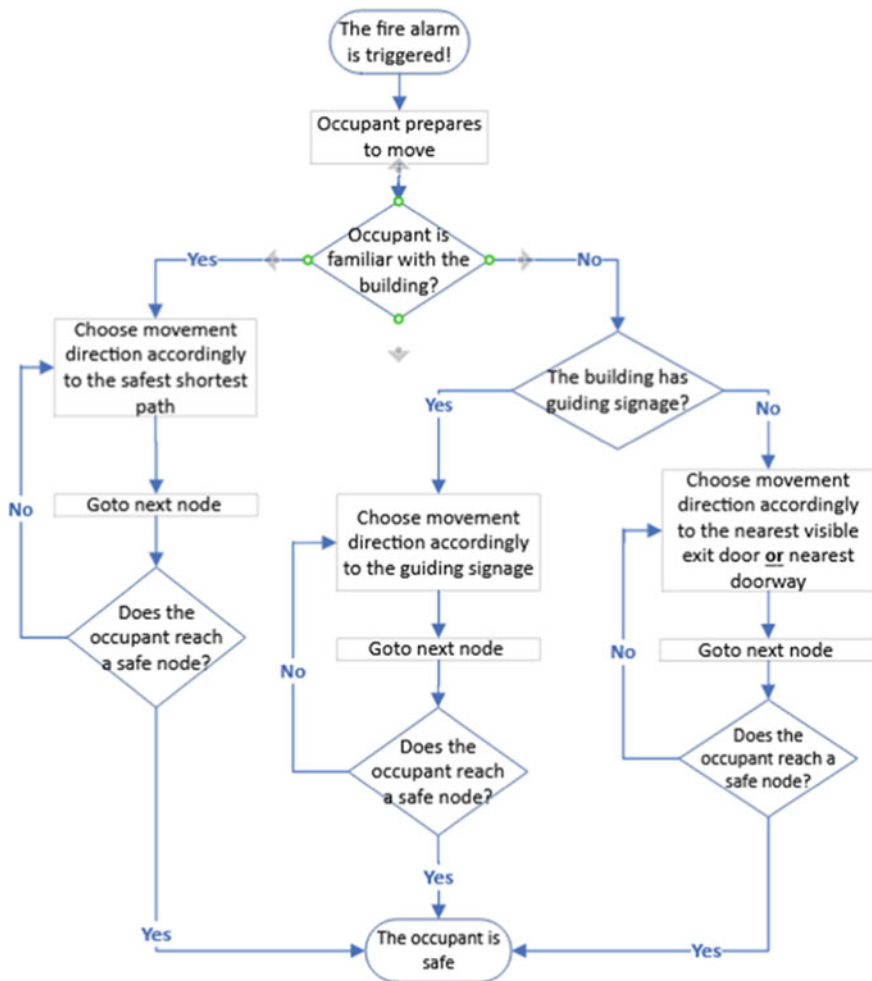 The fire alarm
is triggered!
Occupant prepares
to move
Occupant is
familiar with the
building?
Yes
No
Choose movement
direction accordingly
to the safest shortest
path
The building has
guiding signage?
Yes
No
Goto next node
No
Does the
occupant reach
a safe node?
Choose movement
direction accordingly
to the guiding signage
Goto next node
No
Does the
occupant reach
a safe node?
Choose movement
direction accordingly
to the nearest visible
exit door or nearest
doorway
Goto next node
No
Does the
occupant reach a
safe node?
Yes
Yes
Yes
The occupant is
safe